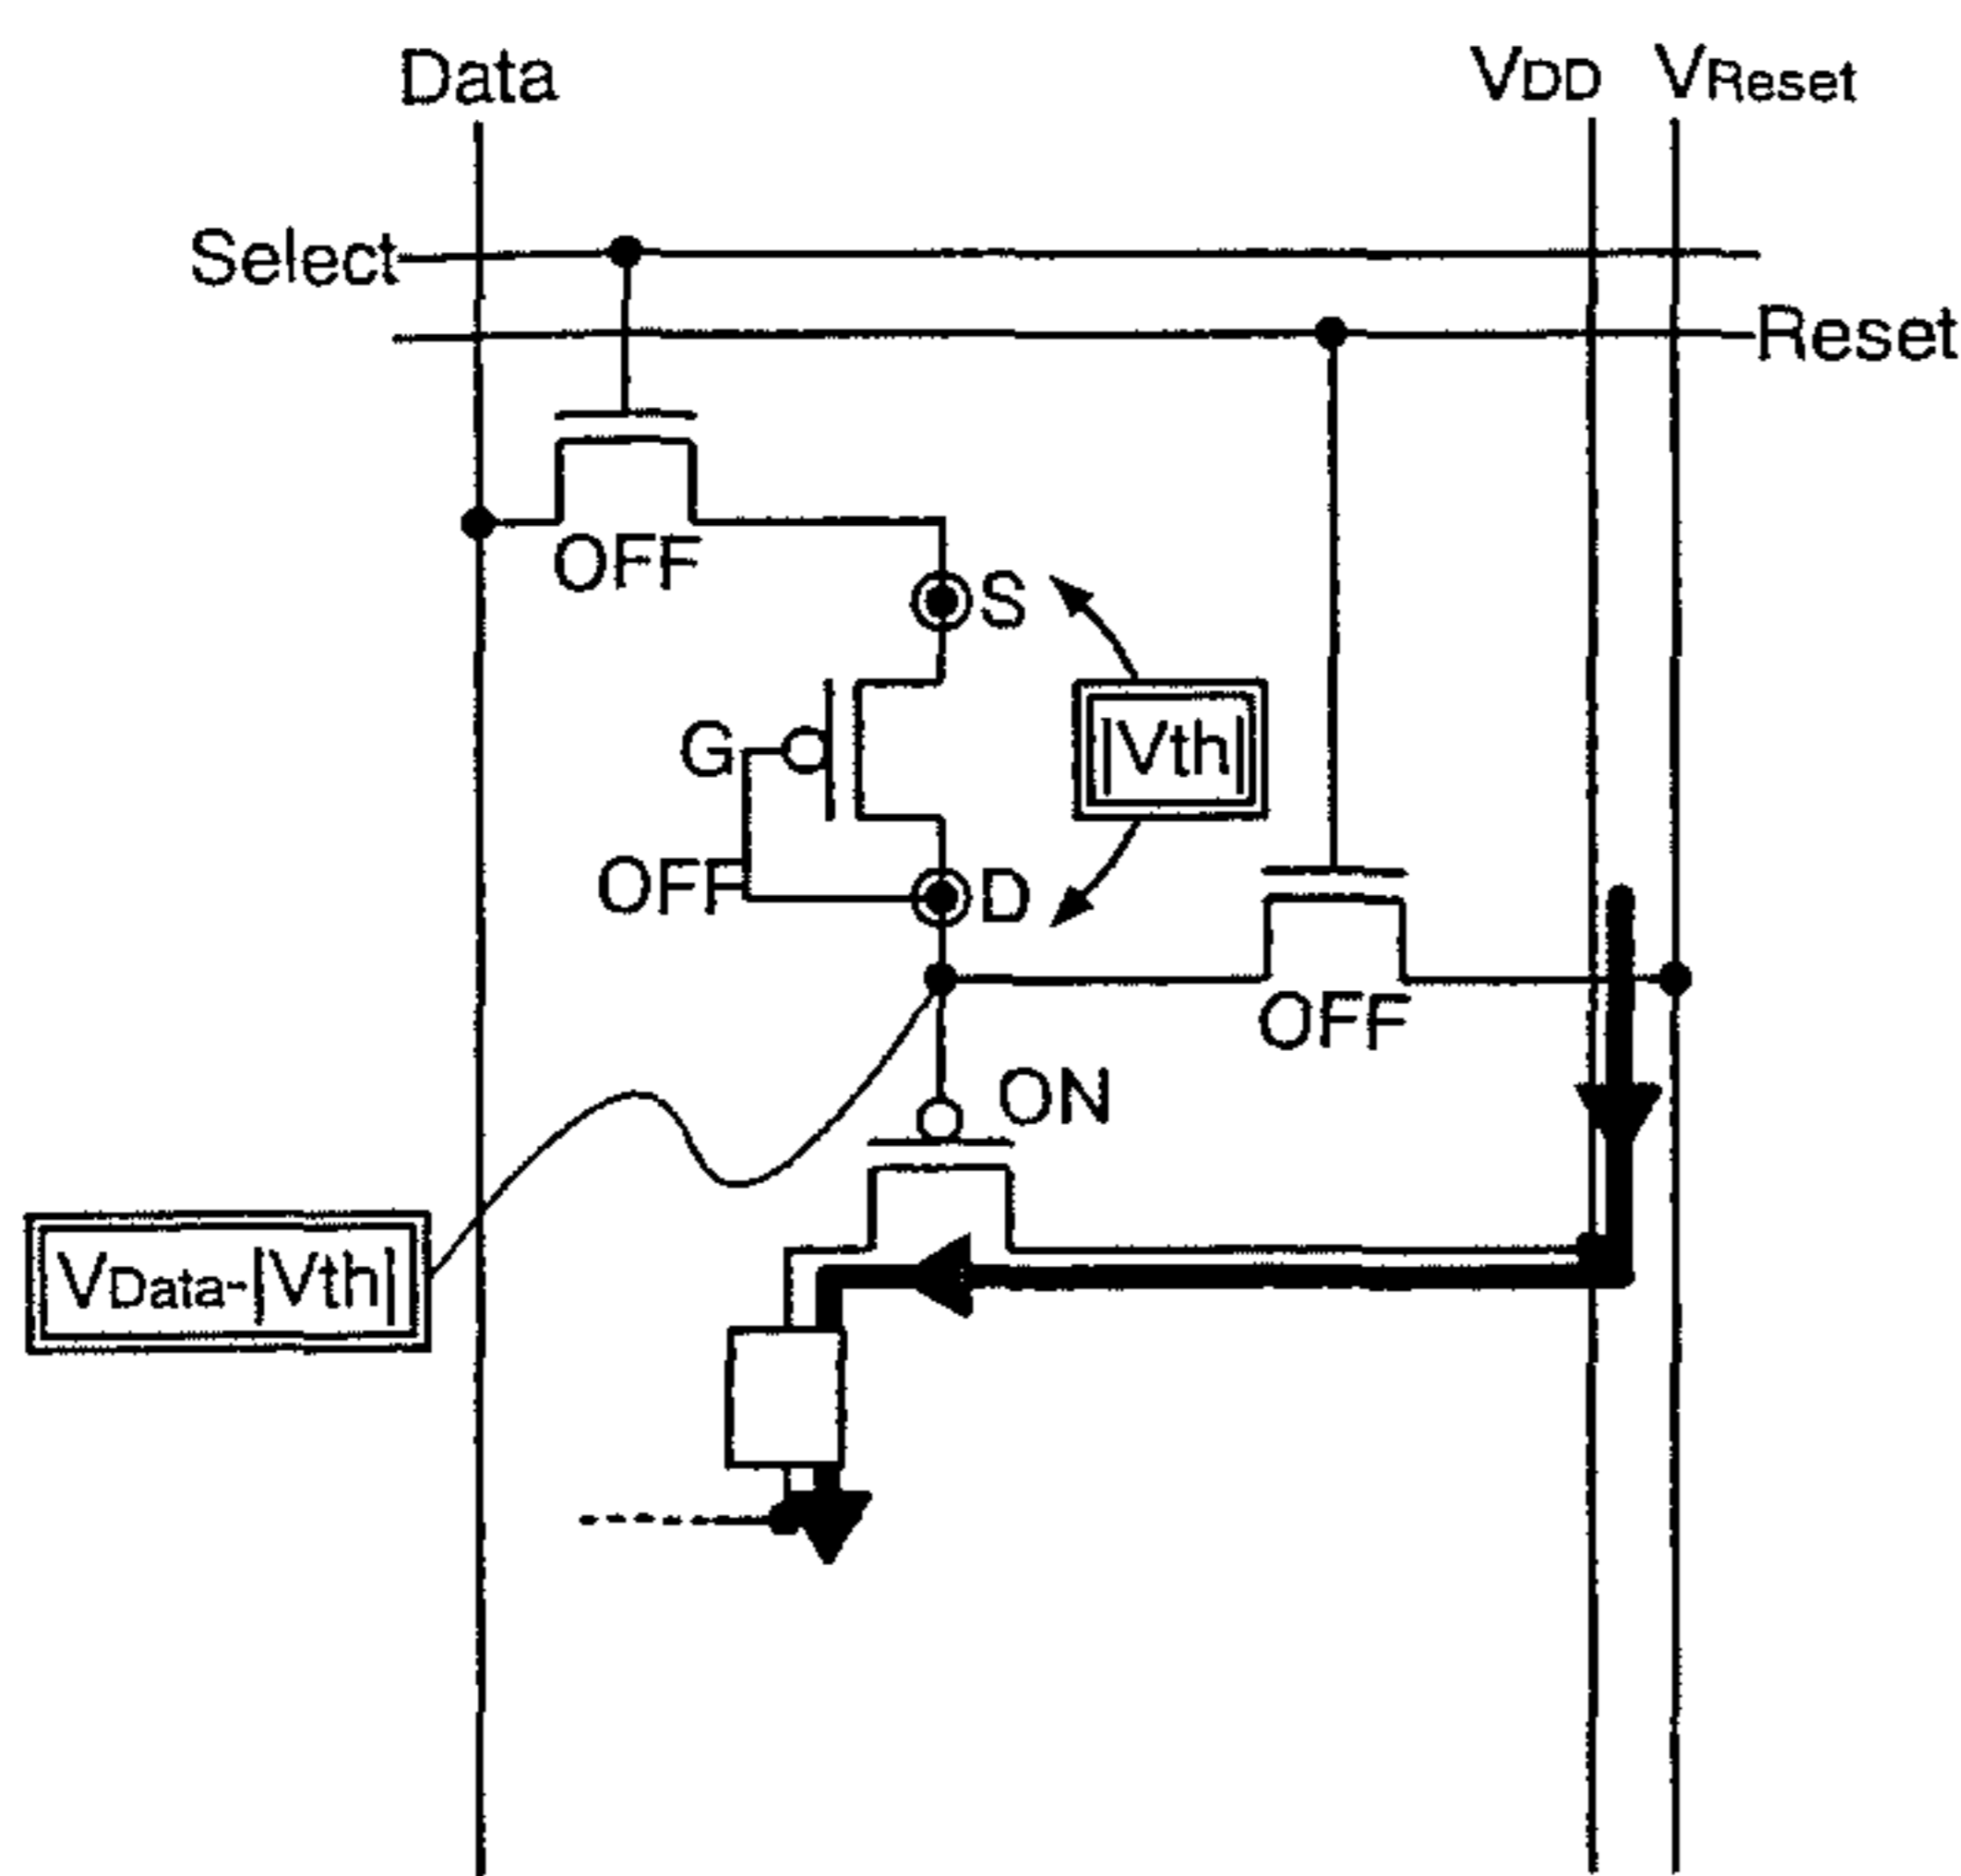 Data
VDD
VReset
Select
Reset
OFF
S
G
|Vth|
OFF
D
OFF
ON
VData-|Vth|